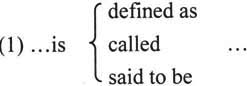 defined as
(1) ...is { called ...
said to be